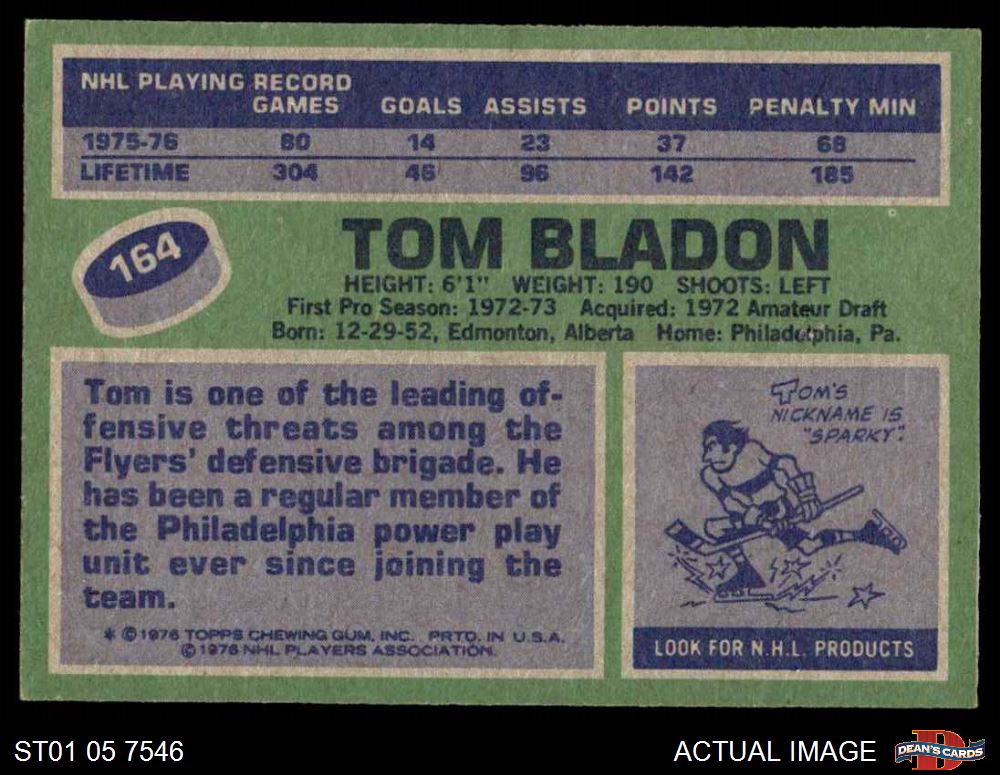 NHL PLAYING RECORD
GAMES GOALS ASSISTS POINTS PENALTY MIN
1975-76 80 14 23 37 68
LIFETIME 304 46 96 142 185
164
TOM BLADON
HEIGHT: 6'1" WEIGHT: 190 SHOOTS: LEFT
First Pro Season: 1972-73 Acquired: 1972 Amateur Draft
Born: 12-29-52, Edmonton, Alberta Home: Philadelphia, Pa.
Tom is one of the leading of-
fensive threats among the
Flyers' defensive brigade. He
has been a regular member of
the Philadelphia power play
unit ever since joining the
team.
* © 1976 TOPPS CHEWING GUM, INC. PRTD. IN U.S.A.
© 1976 NHL PLAYERS ASSOCIATION.
TOM'S
NICKNAME IS
"SPARKY".
LOOK FOR N.H.L. PRODUCTS
ST01 05 7546
ACTUAL IMAGE
D
DEAN'S CARDS